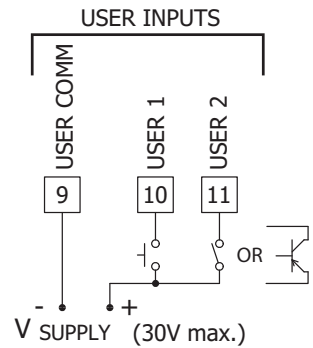 USER INPUTS
USER COMM
USER 1
USER 2
9
10
11
OR
- +
V SUPPLY (30V max.)